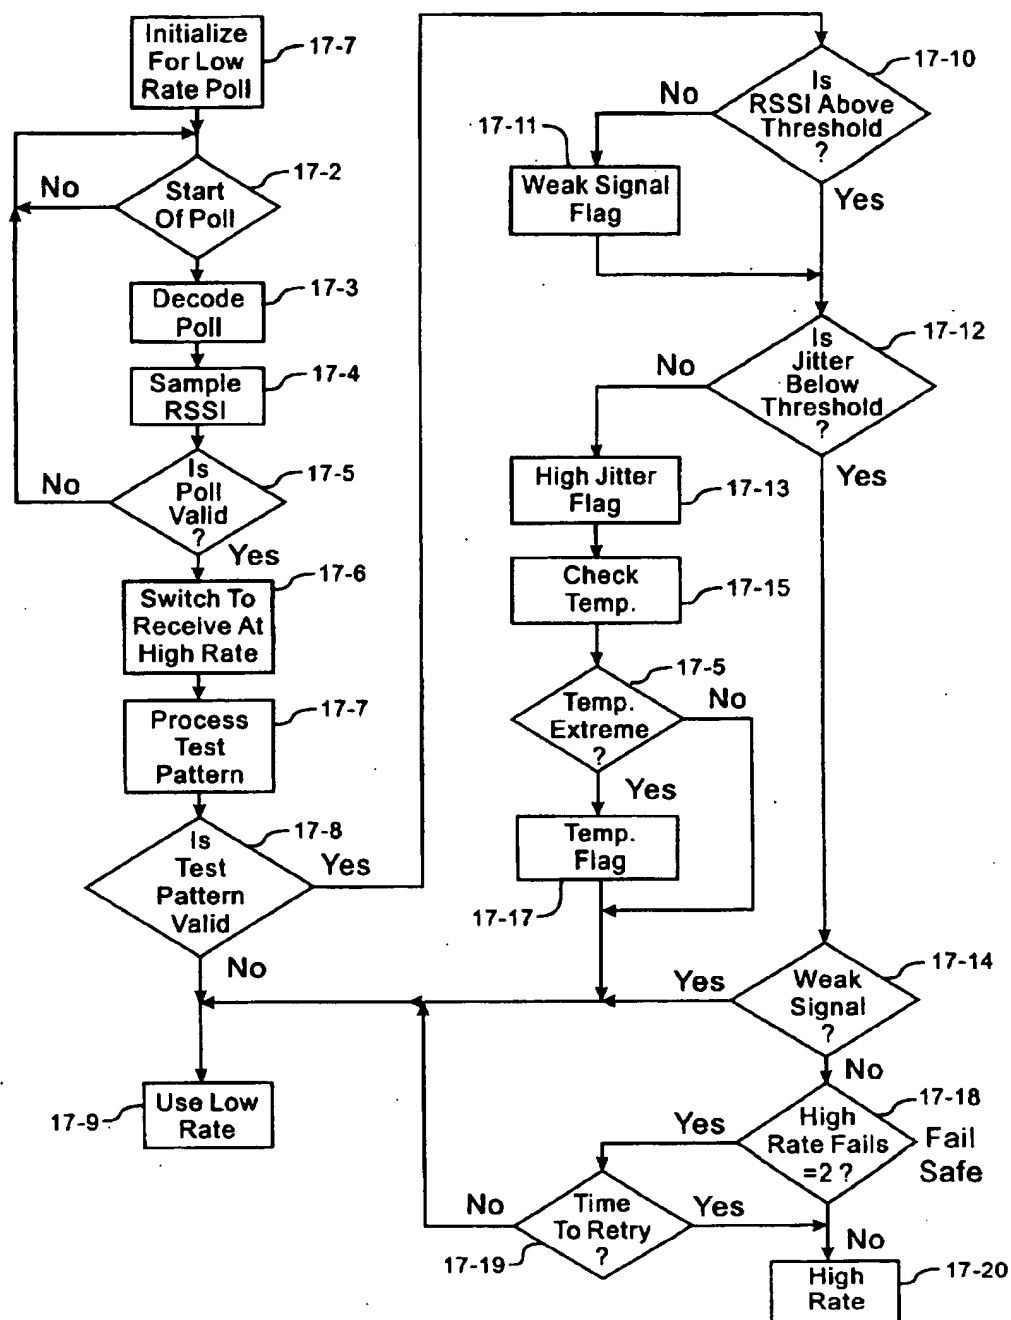 Initialize
For Low
Rate Poll
17-7
No
Start
Of Poll
17-2
Decode
Poll
17-3
Sample
RSSI
17-4
No
Is
Poll
Valid
?
17-5
Yes
Switch To
Receive At
High Rate
17-6
Process
Test
Pattern
17-7
Is
Test
Pattern
Valid
17-8
Yes
No
17-9
Use Low
Rate
Is
RSSI Above
Threshold
?
17-10
No
Yes
17-11
Weak Signal
Flag
Is
Jitter
Below
Threshold
?
17-12
No
Yes
High Jitter
Flag
17-13
Check
Temp.
17-15
Temp.
Extreme
?
17-5
No
Yes
Temp.
Flag
17-17
Weak
Signal
?
17-14
Yes
No
High
Rate Fails
=2 ?
17-18
Fail
Safe
Yes
No
Time
To Retry
?
17-19
No
Yes
High
Rate
17-20